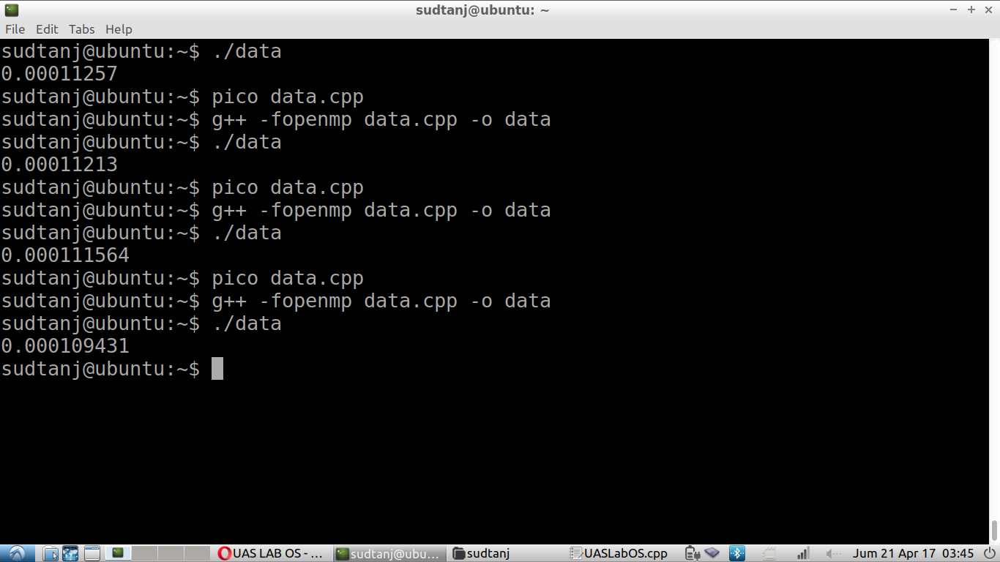 sudtanj@ubuntu: ~
File Edit Tabs Help
sudtanj@ubuntu:~$ ./data
0.00011257
sudtanj@ubuntu:~$ pico data.cpp
sudtanj@ubuntu:~$ g++ -fopenmp data.cpp -o data
sudtanj@ubuntu:~$ ./data
0.00011213
sudtanj@ubuntu:~$ pico data.cpp
sudtanj@ubuntu:~$ g++ -fopenmp data.cpp -o data
sudtanj@ubuntu:~$ ./data
0.000111564
sudtanj@ubuntu:~$ pico data.cpp
sudtanj@ubuntu:~$ g++ -fopenmp data.cpp -o data
sudtanj@ubuntu:~$ ./data
0.000109431
sudtanj@ubuntu:~$
UAS LAB OS - ... sudtanj@ubu... sudtanj UASLabOS.cpp Jum 21 Apr 17 03:45